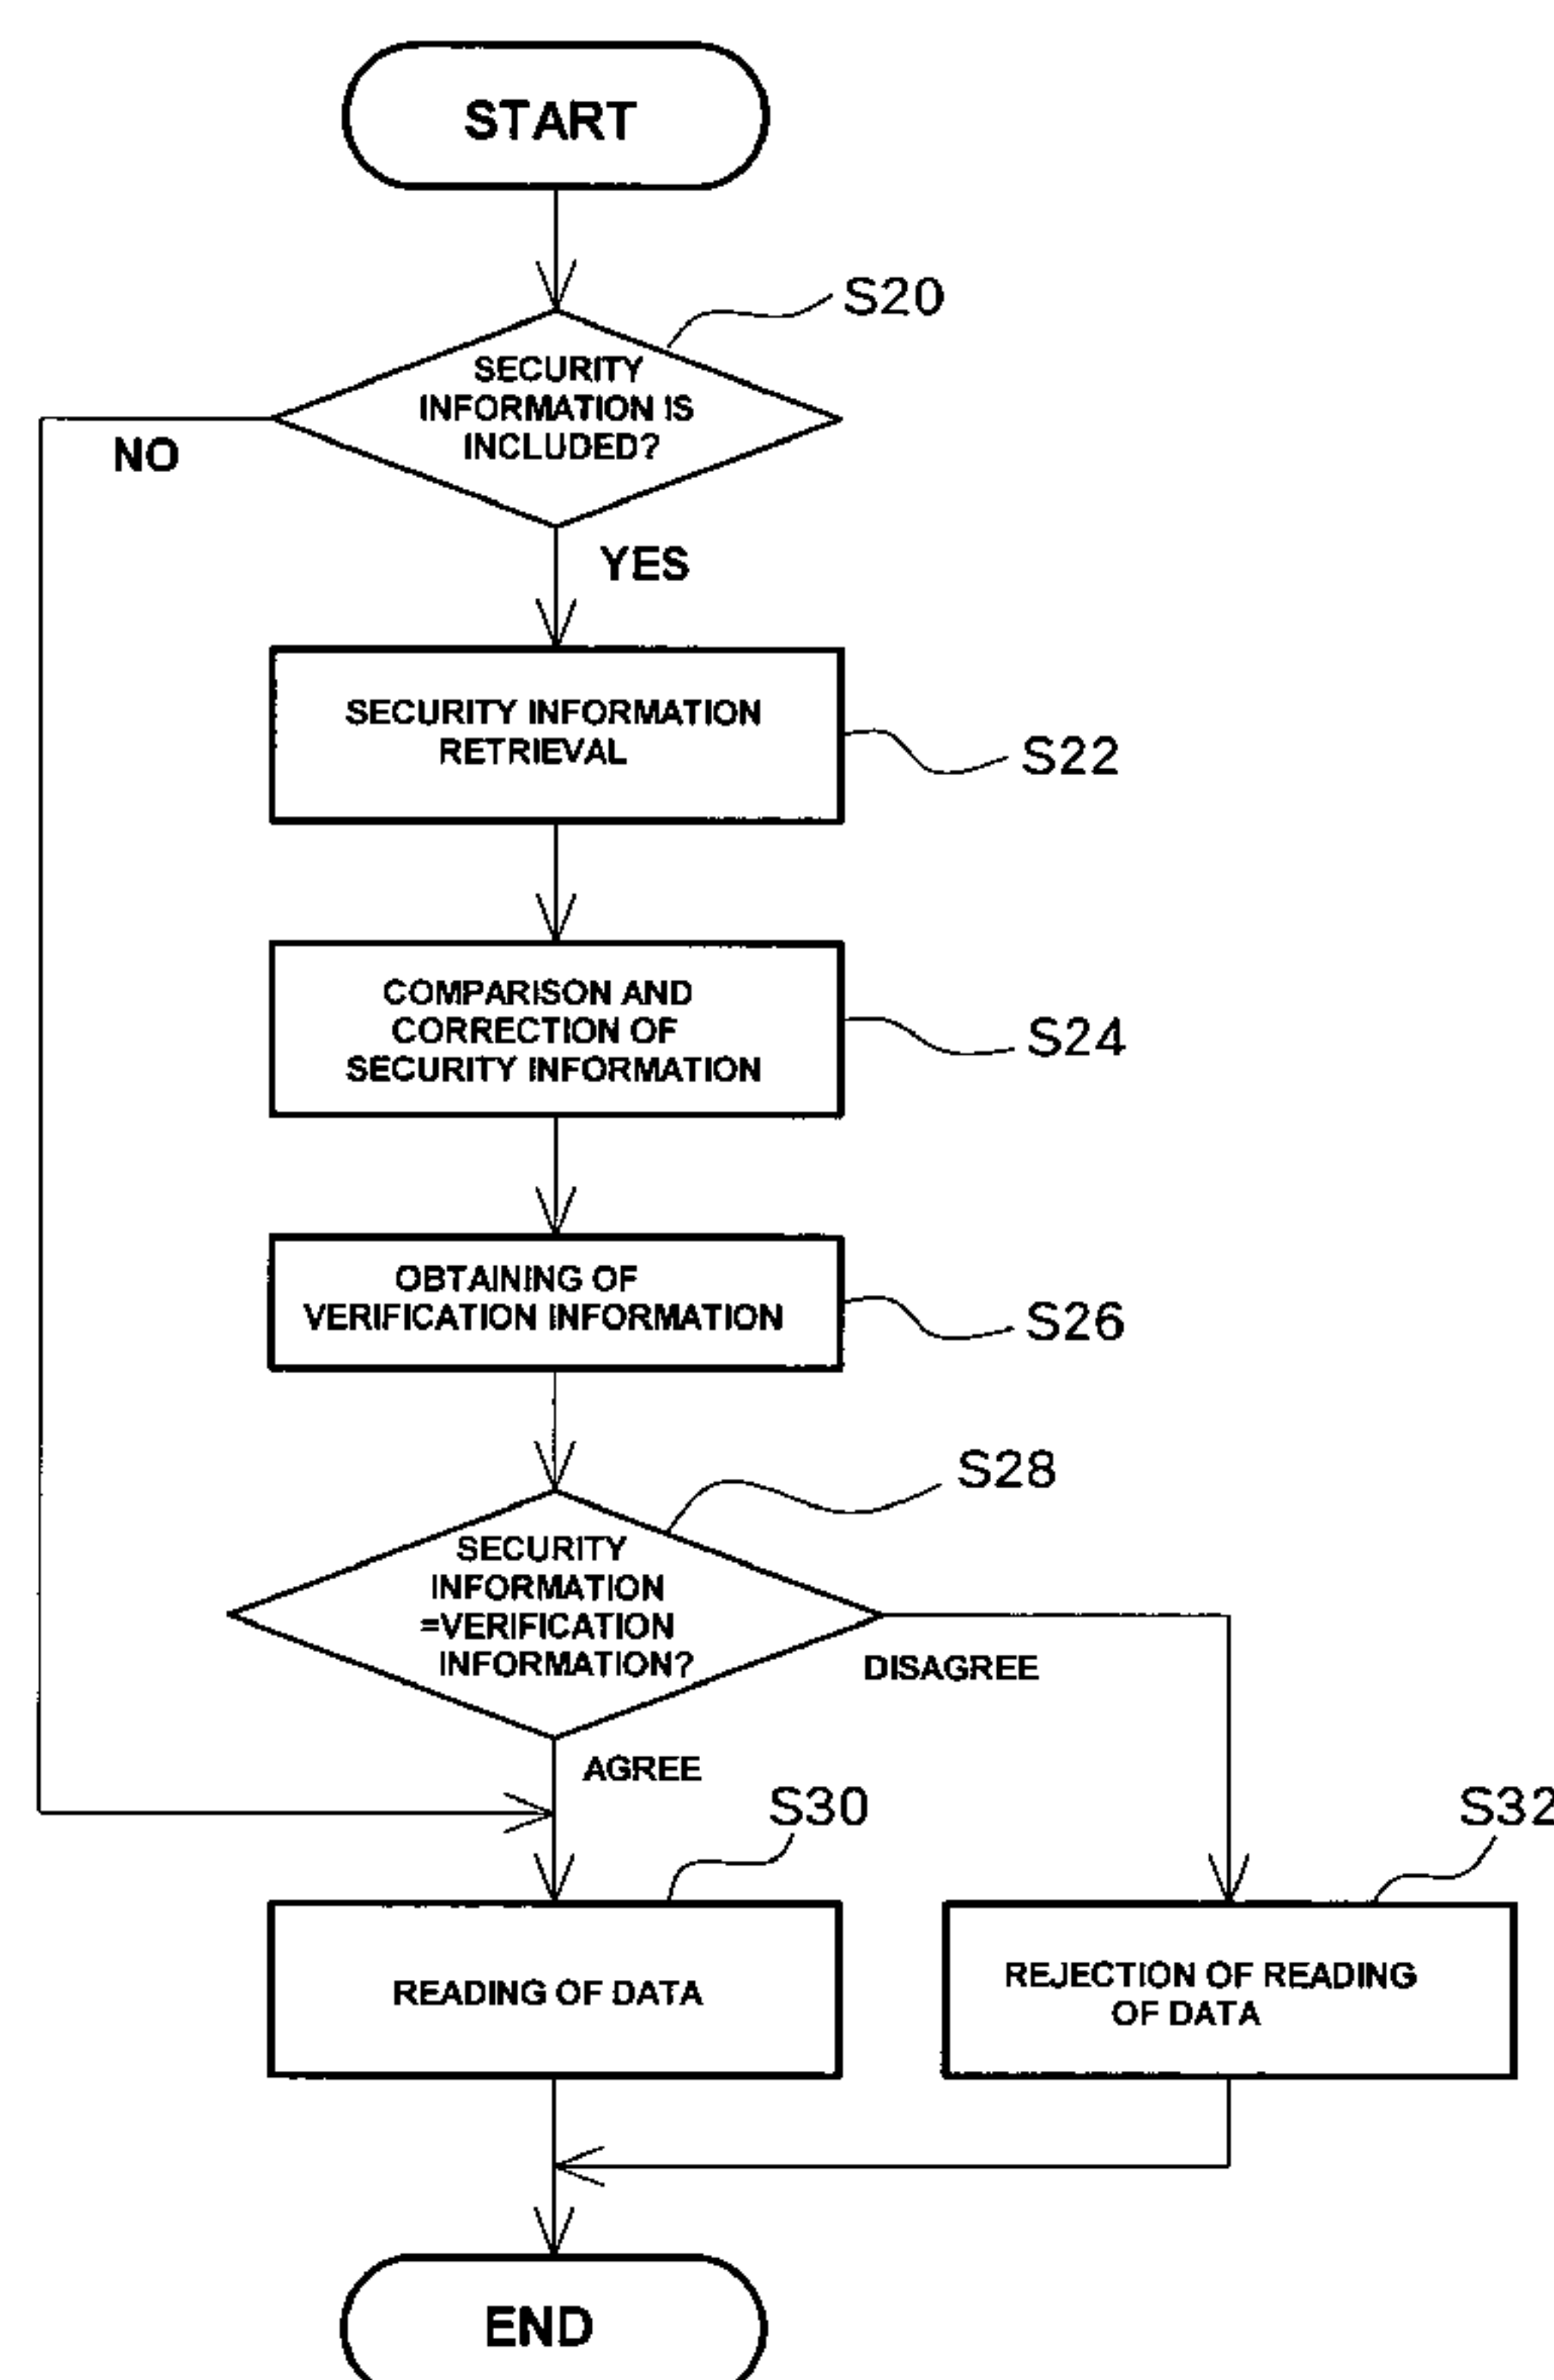 START
S20
SECURITY
INFORMATION IS
INCLUDED?
NO
YES
SECURITY INFORMATION
RETRIEVAL
S22
COMPARISON AND
CORRECTION OF
SECURITY INFORMATION
S24
OBTAINING OF
VERIFICATION INFORMATION
S26
S28
SECURITY
INFORMATION
=VERIFICATION
INFORMATION?
DISAGREE
AGREE
S30
S32
READING OF DATA
REJECTION OF READING
OF DATA
END